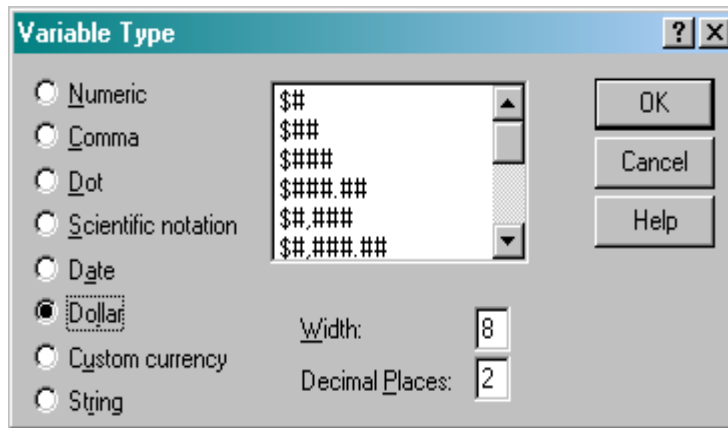 Variable Type
? X
Numeric
Comma
Dot
Scientific notation
Date
Dollar
Custom currency
String
$#
$##
$###
$###.##
$#,###
$#,###.##
Width: 8
Decimal Places: 2
OK
Cancel
Help